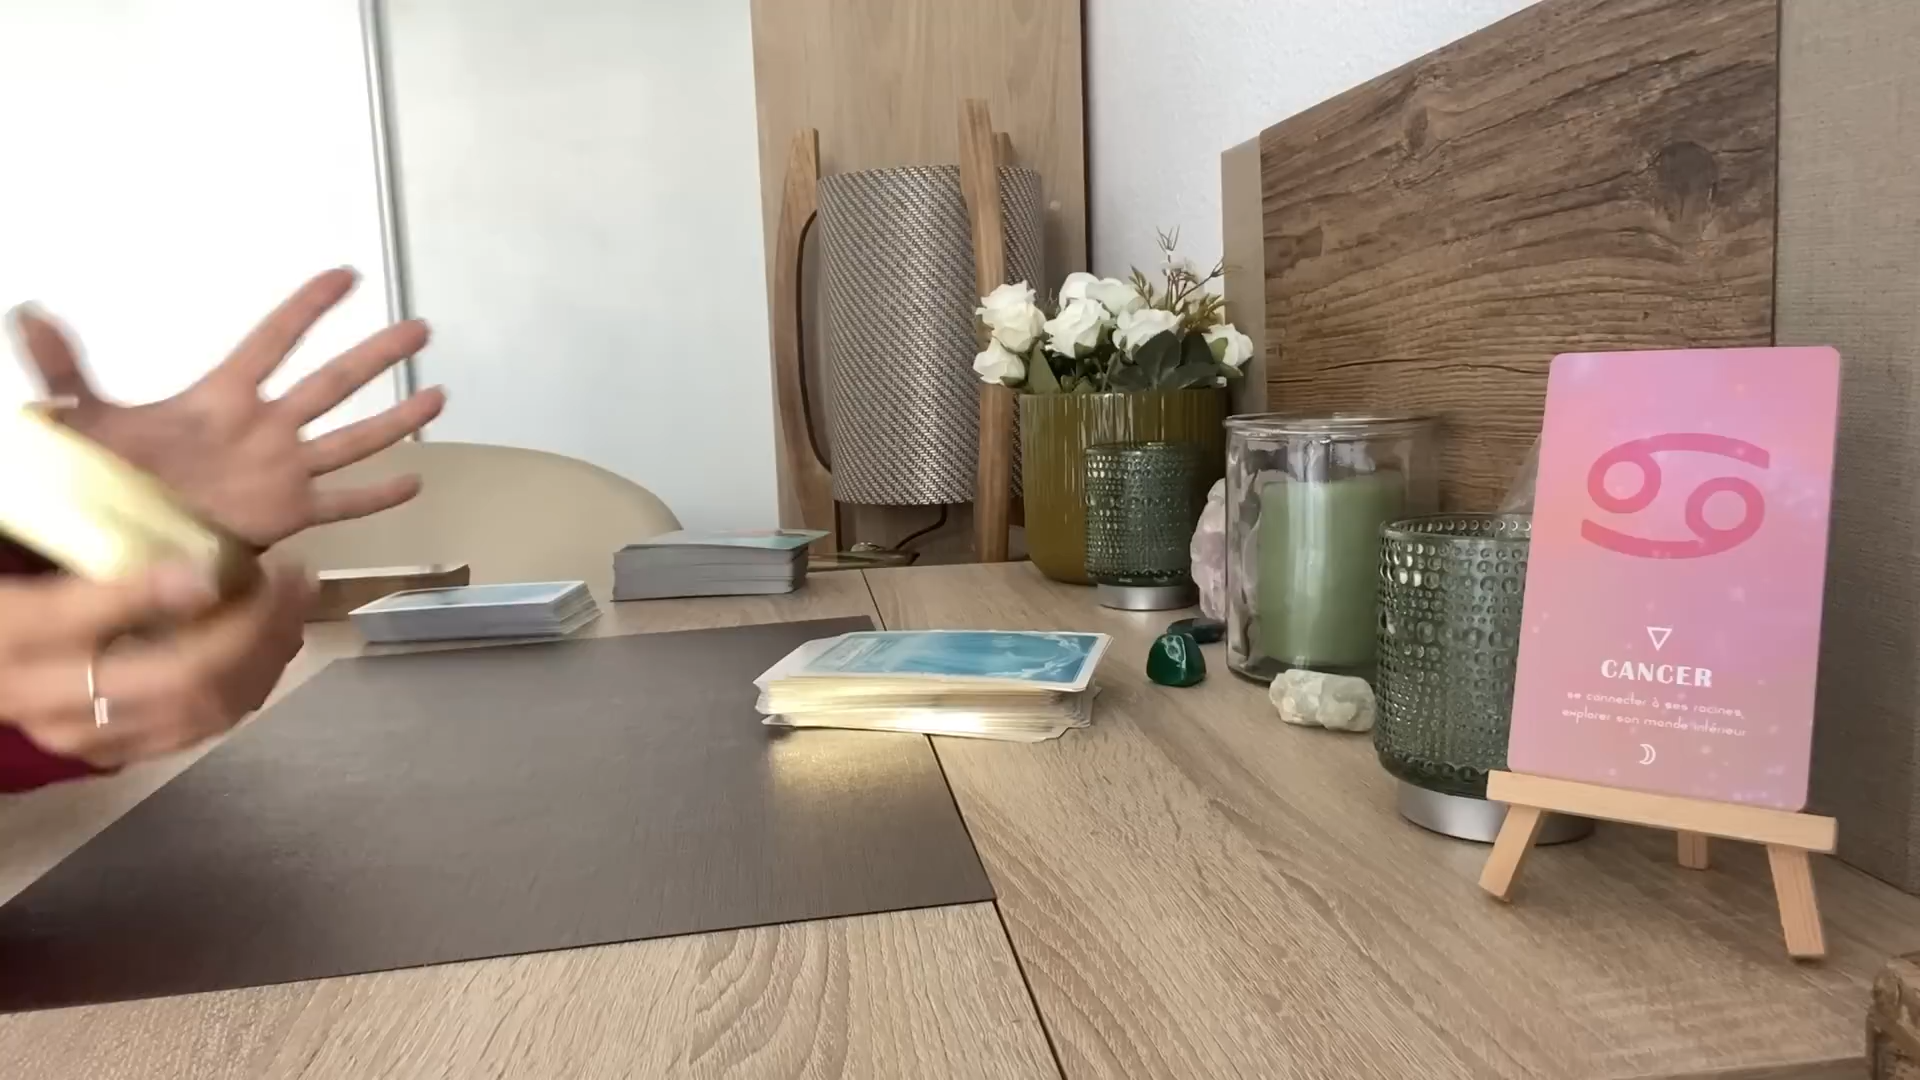 CANCER
se connecter à ses racines,
explorer son monde intérieur